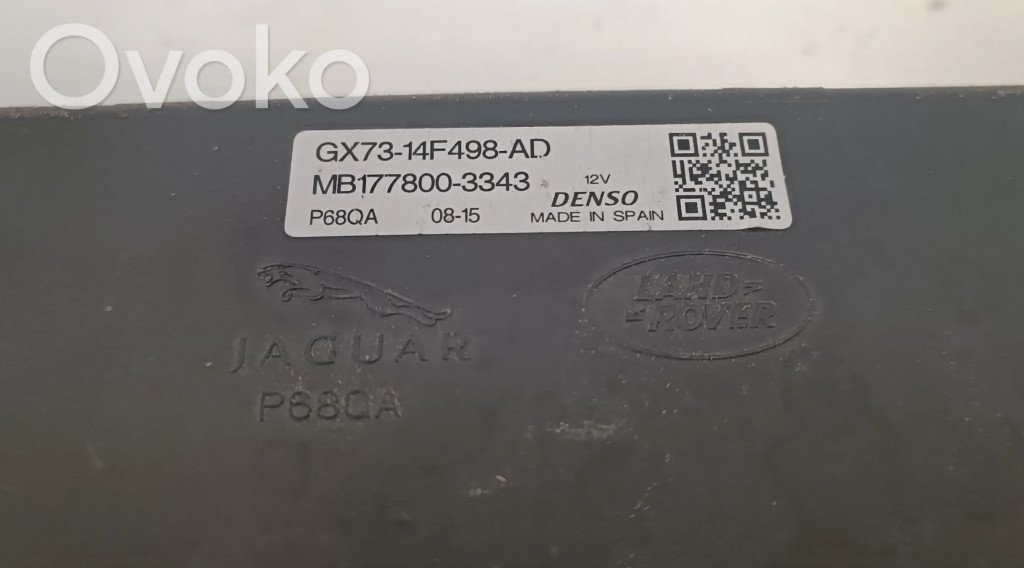 Ovoko
GX73-14F498-AD
MB177800-3343 12V
DENSO
P68QA 08-15 MADE IN SPAIN
JAGUAR
LAND
ROVER
P68QA